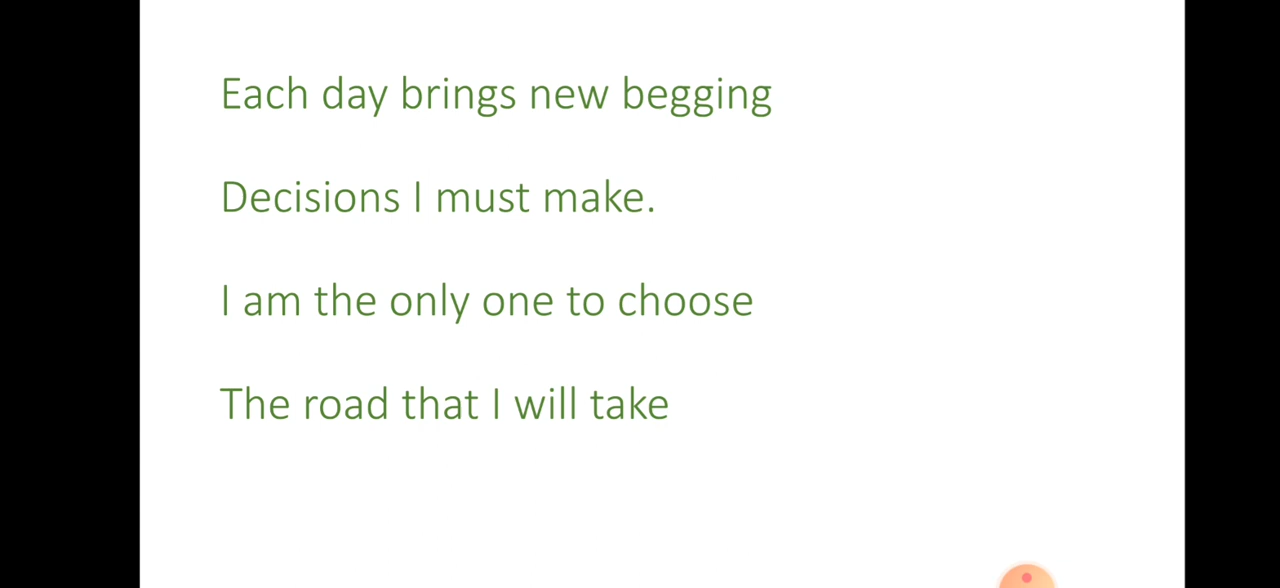 Each day brings new begging
Decisions I must make.
I am the only one to choose
The road that I will take